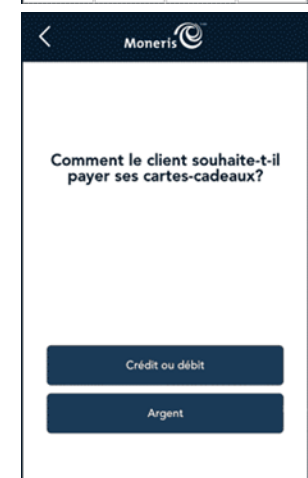 Moneris
Comment le client souhaite-t-il
payer ses cartes-cadeaux?
Crédit ou débit
Argent